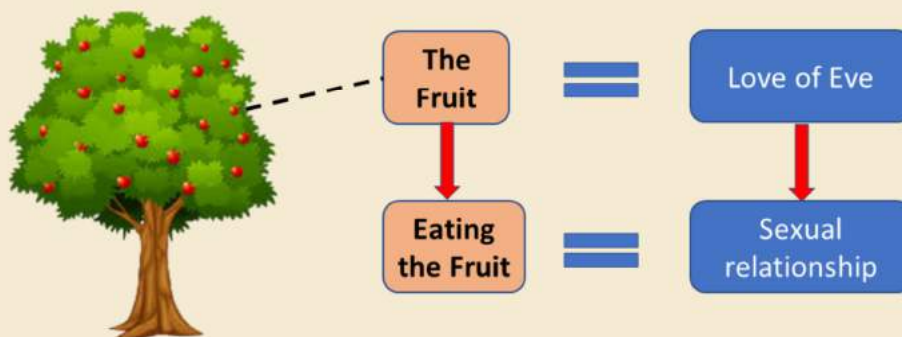 The
Fruit
Love of Eve
Eating
the Fruit
Sexual
relationship